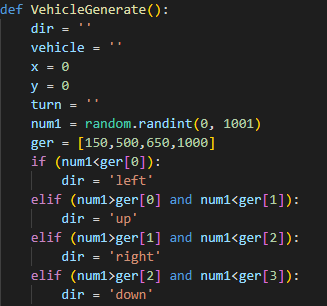 def VehicleGenerate():
    dir = ''
    vehicle = ''
    x = 0
    y = 0
    turn = ''
    num1 = random.randint(0, 1001)
    ger = [150,500,650,1000]
    if (num1<ger[0]):
        dir = 'left'
    elif (num1>ger[0] and num1<ger[1]):
        dir = 'up'
    elif (num1>ger[1] and num1<ger[2]):
        dir = 'right'
    elif (num1>ger[2] and num1<ger[3]):
        dir = 'down'